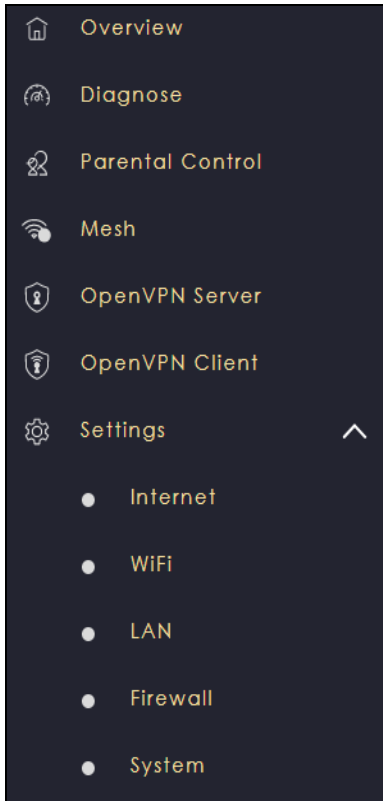 Overview
Diagnose
Parental Control
Mesh
OpenVPN Server
OpenVPN Client
Settings
Internet
WiFi
LAN
Firewall
System